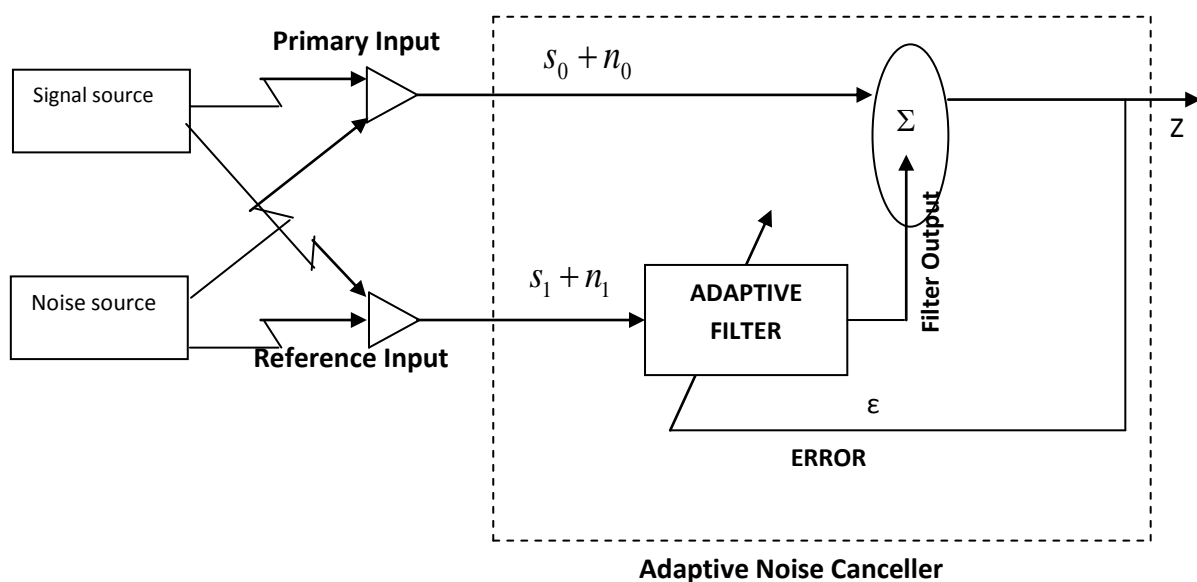 Primary Input
Signal source
s₀ + n₀
Σ
Z
Noise source
Reference Input
s₁ + n₁
ADAPTIVE
FILTER
Filter Output
ε
ERROR
Adaptive Noise Canceller